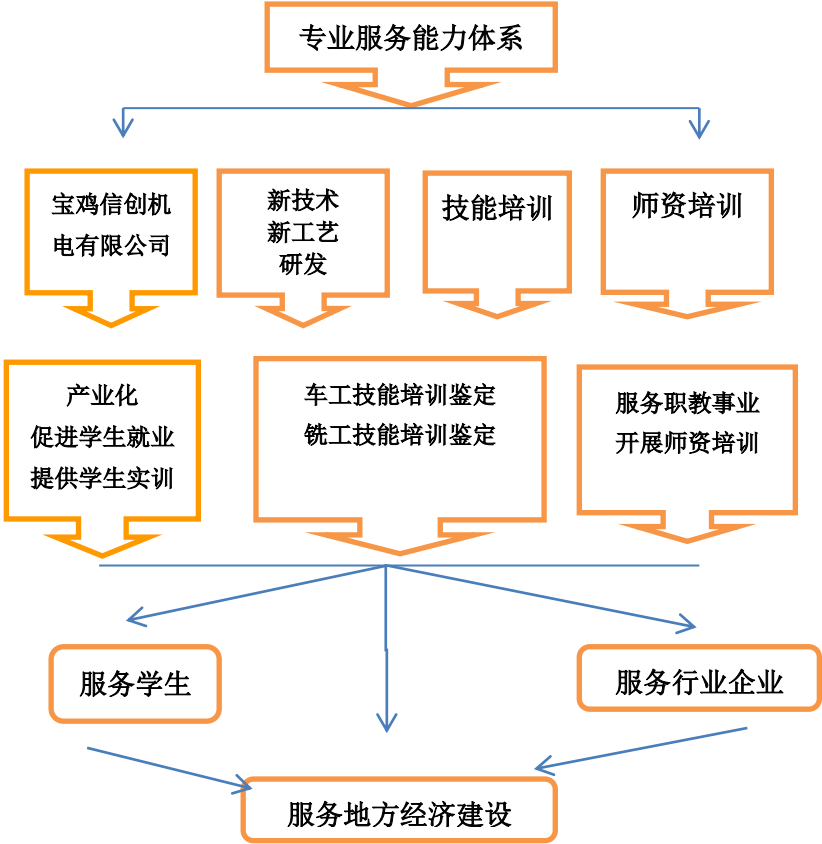 专业服务能力体系
宝鸡信创机
电有限公司
新技术
新工艺
研发
技能培训
师资培训
产业化
促进学生就业
提供学生实训
车工技能培训鉴定
铣工技能培训鉴定
服务职教事业
开展师资培训
服务学生
服务行业企业
服务地方经济建设